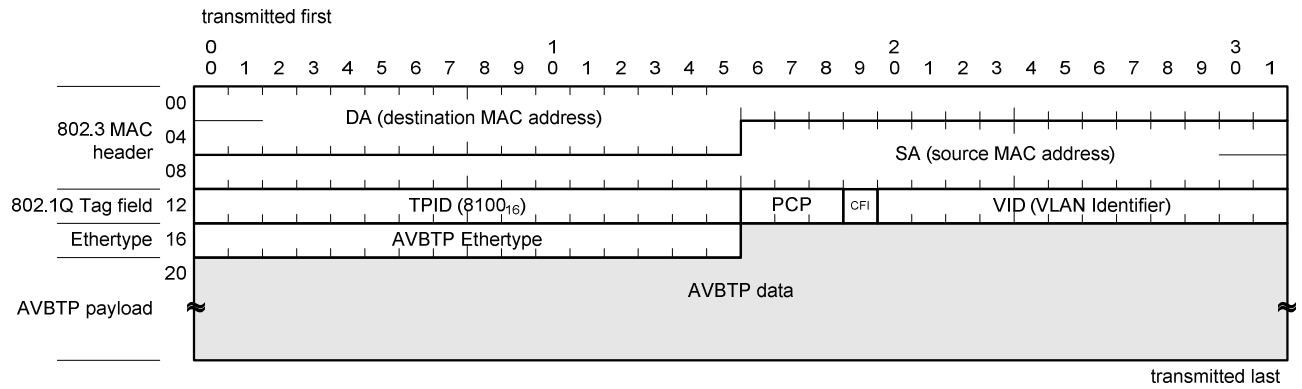 transmitted first
0 1 2 3
0 1 2 3 4 5 6 7 8 9 0 1 2 3 4 5 6 7 8 9 0 1 2 3 4 5 6 7 8 9 0 1
802.3 MAC header
00
DA (destination MAC address)
04
SA (source MAC address)
08
802.1Q Tag field 12 TPID (8100₁₆) PCP CFI VID (VLAN Identifier)
Ethertype 16 AVBTP Ethertype
20
AVBTP payload
AVBTP data
transmitted last